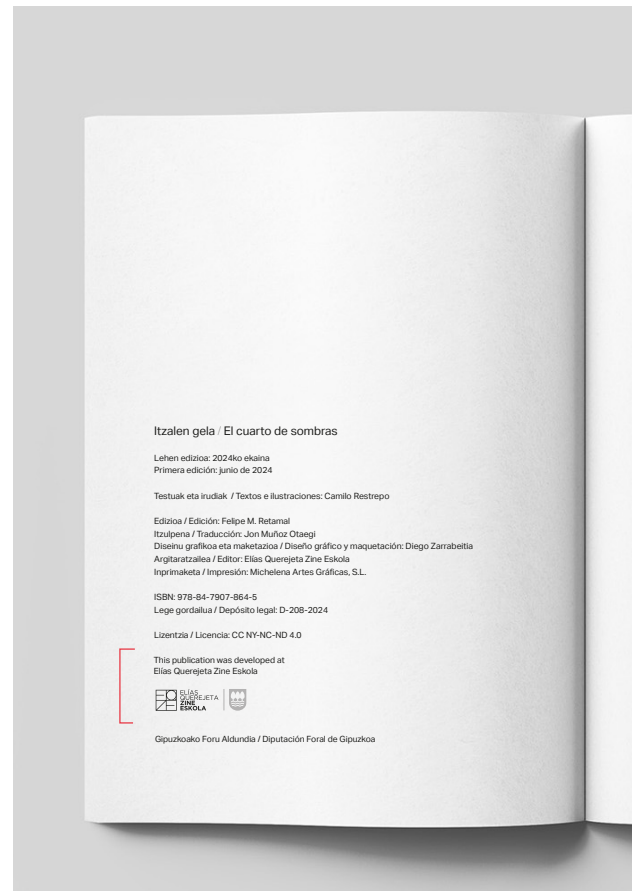 Itzalen gela / El cuarto de sombras
Lehen edizioa: 2024ko ekaina
Primera edición: junio de 2024
Testuak eta irudiak / Textos e ilustraciones: Camilo Restrepo
Edizioa / Edición: Felipe M. Retamal
Itzulpena / Traducción: Jon Muñoz Otaegi
Diseinu grafikoa eta maketazioa / Diseño gráfico y maquetación: Diego Zarrabeitia
Argitaratzailea / Editor: Elías Querejeta Zine Eskola
Inprimaketa / Impresión: Michelena Artes Gráficas, S.L.
ISBN: 978-84-7907-864-5
Lege gordailua / Depósito legal: D-208-2024
Lizentzia / Licencia: CC NY-NC-ND 4.0
This publication was developed at
Elías Querejeta Zine Eskola
ELÍAS
QUEREJETA
ZINE
ESKOLA
Gipuzkoako Foru Aldundia / Diputación Foral de Gipuzkoa